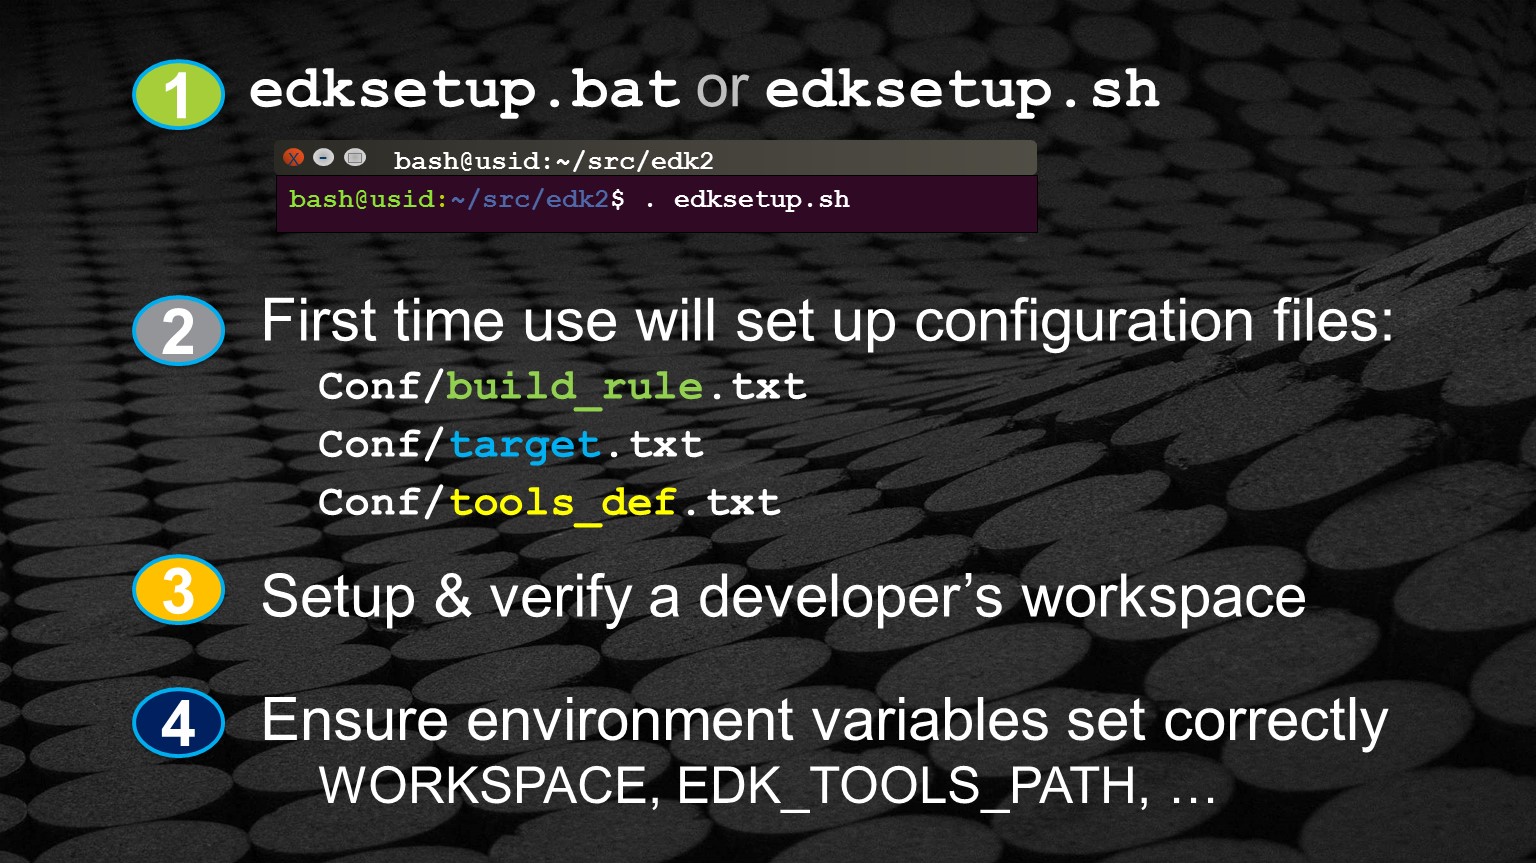 1 edksetup.bat or edksetup.sh
X bash@usid:~/src/edk2
bash@usid:~/src/edk2$ . edksetup.sh
2 First time use will set up configuration files:
Conf/build_rule.txt
Conf/target.txt
Conf/tools_def.txt
3 Setup & verify a developer’s workspace
4 Ensure environment variables set correctly
WORKSPACE, EDK_TOOLS_PATH, …